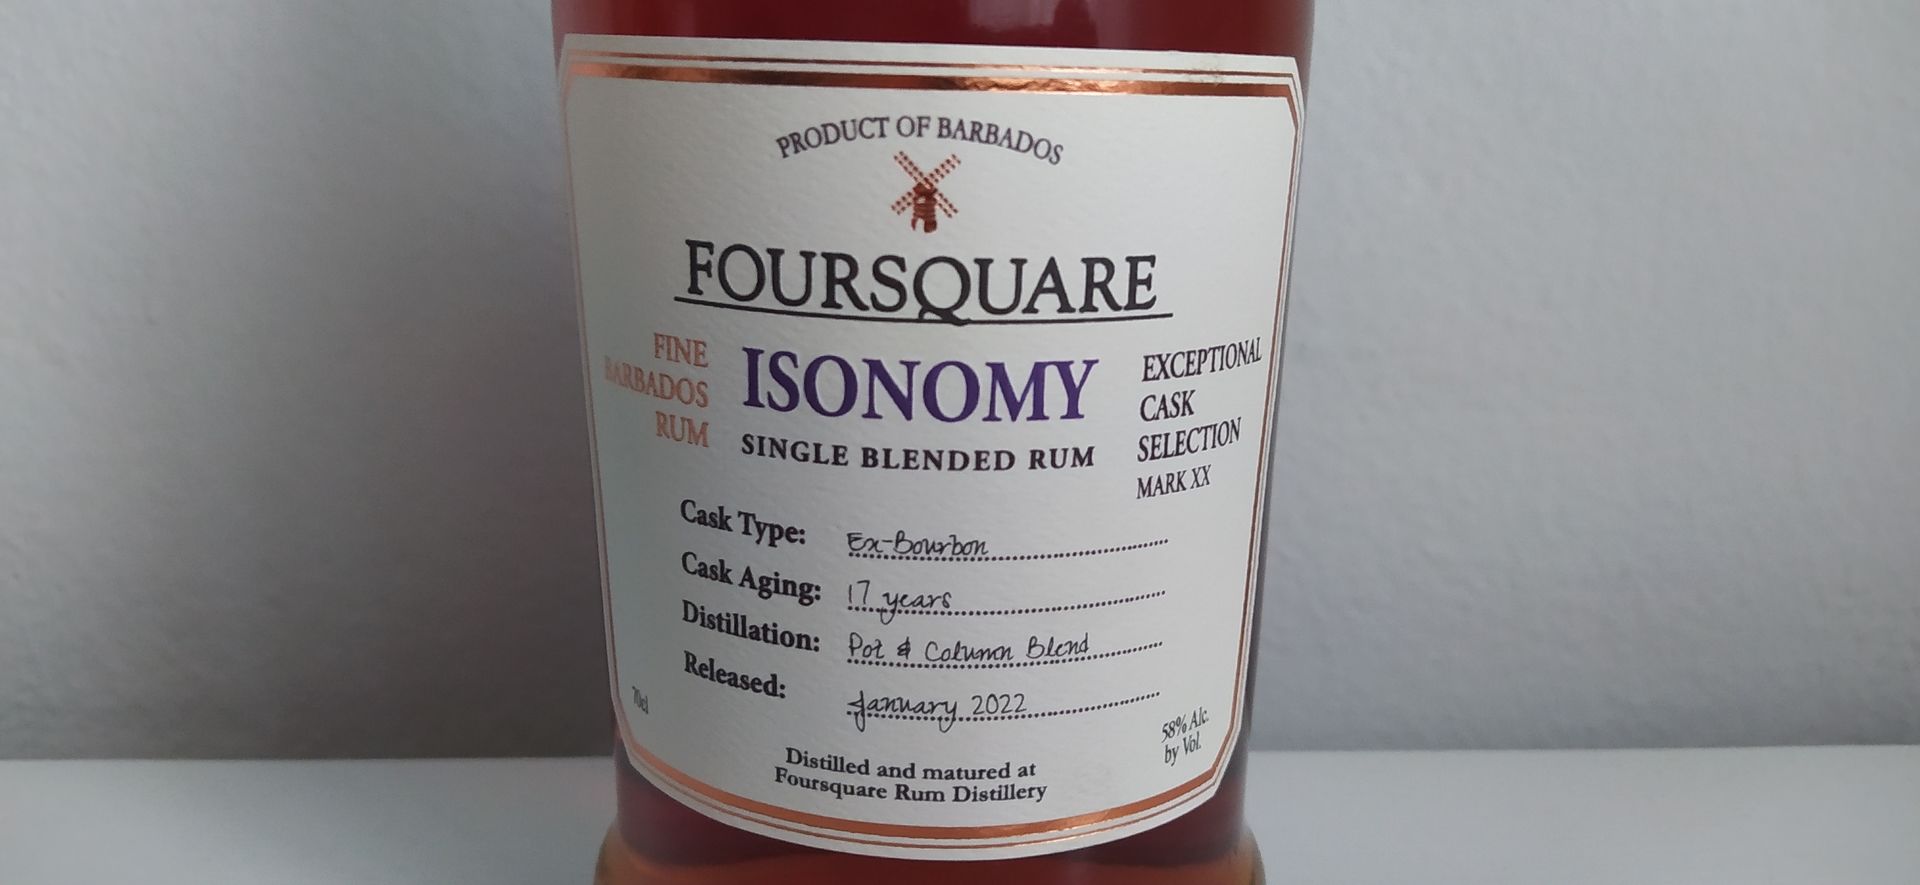 PRODUCT OF BARBADOS
FOURSQUARE
FINE
BARBADOS
RUM
ISONOMY
SINGLE BLENDED RUM
EXCEPTIONAL
CASK
SELECTION
MARK XX
Cask Type: Ex-Bourbon
Cask Aging: 17 years
Distillation: Pot & Column Blend
Released: January 2022
70cl
58% Alc.
by Vol.
Distilled and matured at
Foursquare Rum Distillery